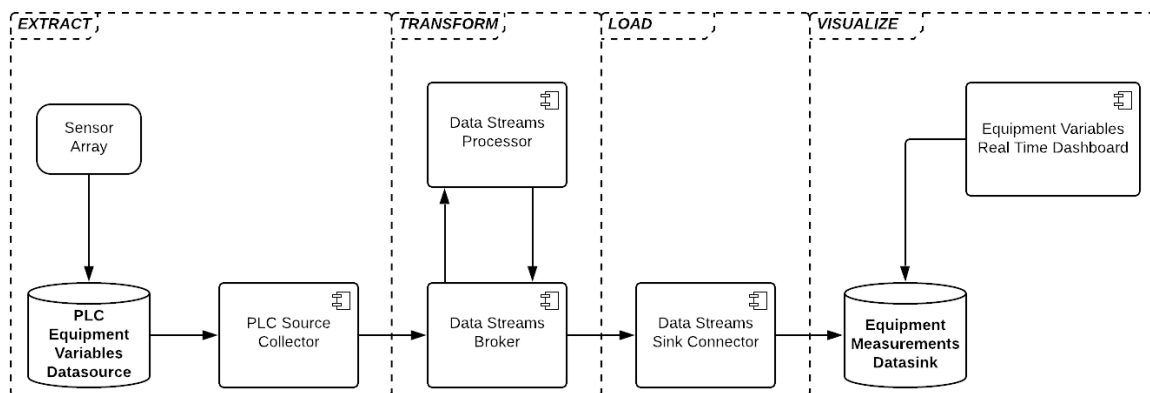 EXTRACT
TRANSFORM
LOAD
VISUALIZE
Sensor
Array
Data Streams
Processor
Equipment Variables
Real Time Dashboard
PLC
Equipment
Variables
Datasource
PLC Source
Collector
Data Streams
Broker
Data Streams
Sink Connector
Equipment
Measurements
Datasink